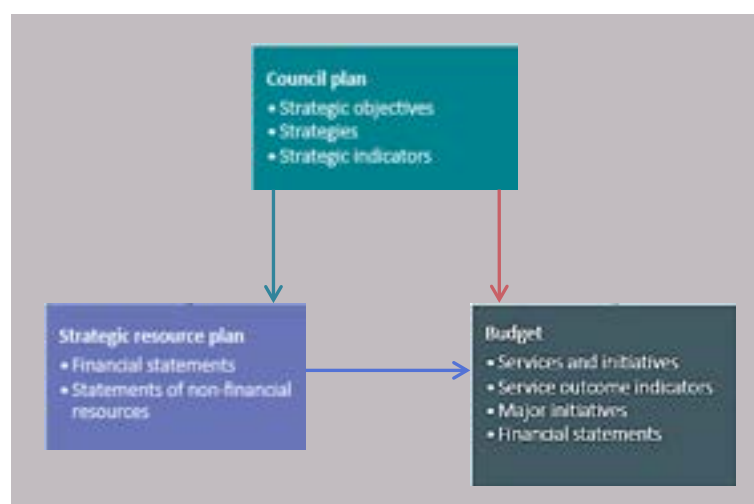 Council plan
• Strategic objectives
• Strategies
• Strategic indicators
Strategic resource plan
• Financial statements
• Statements of non-financial
resources
Budget
• Services and initiatives
• Service outcome indicators
• Major initiatives
• Financial statements